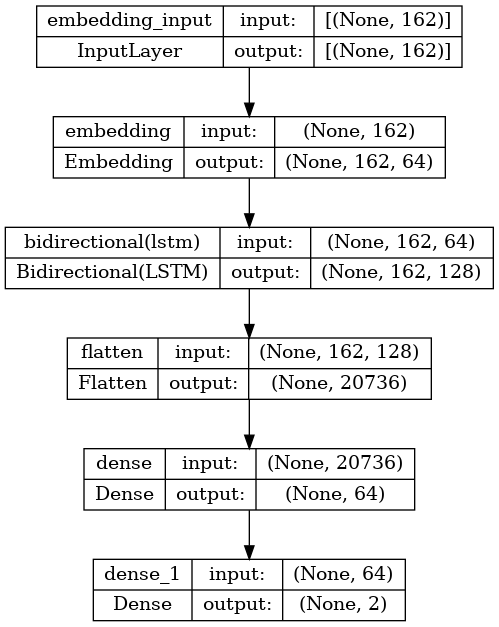 embedding_input input: [(None, 162)]
InputLayer output: [(None, 162)]
embedding input: (None, 162)
Embedding output: (None, 162, 64)
bidirectional(lstm) input: (None, 162, 64)
Bidirectional(LSTM) output: (None, 162, 128)
flatten input: (None, 162, 128)
Flatten output: (None, 20736)
dense input: (None, 20736)
Dense output: (None, 64)
dense_1 input: (None, 64)
Dense output: (None, 2)